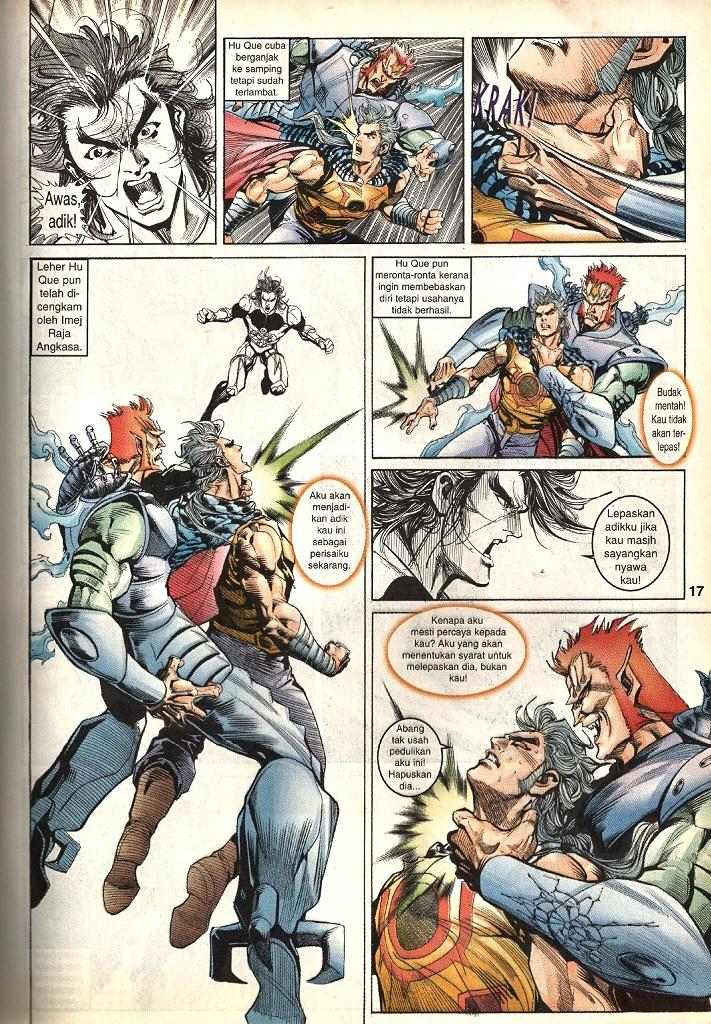 Awas,
adik!
Hu Que cuba
berganjak
ke samping
tetapi sudah
terlambat.
KRAK!
Leher Hu
Que pun
telah di-
cengkam
oleh Imej
Raja
Angkasa.
Aku akan
menjadi-
kan adik
kau ini
sebagai
perisaiku
sekarang.
Hu Que pun
meronta-ronta kerana
ingin membebaskan
diri tetapi usahanya
tidak berhasil.
Budak
mentah!
Kau tidak
akan ter-
lepas!
Lepaskan
adikku jika
kau masih
sayangkan
nyawa
kau!
17
Kenapa aku
mesti percaya kepada
kau? Aku yang akan
menentukan syarat untuk
melepaskan dia, bukan
kau!
Abang
tak usah
pedulikan
aku ini!
Hapuskan
dia...